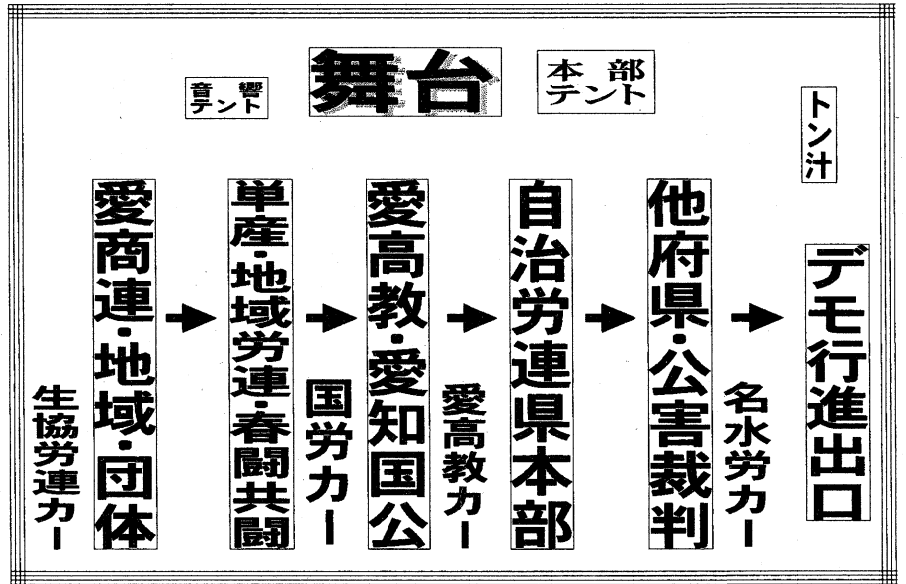 舞台
音響
テント
本部
テント
トン汁
生協労連カー
愛商連・地域・団体
単産・地域労連・春闘共闘
国労カー
愛高教・愛知国公
愛高教カー
自治労連県本部
他府県・公害裁判
名水労カー
デモ行進出口